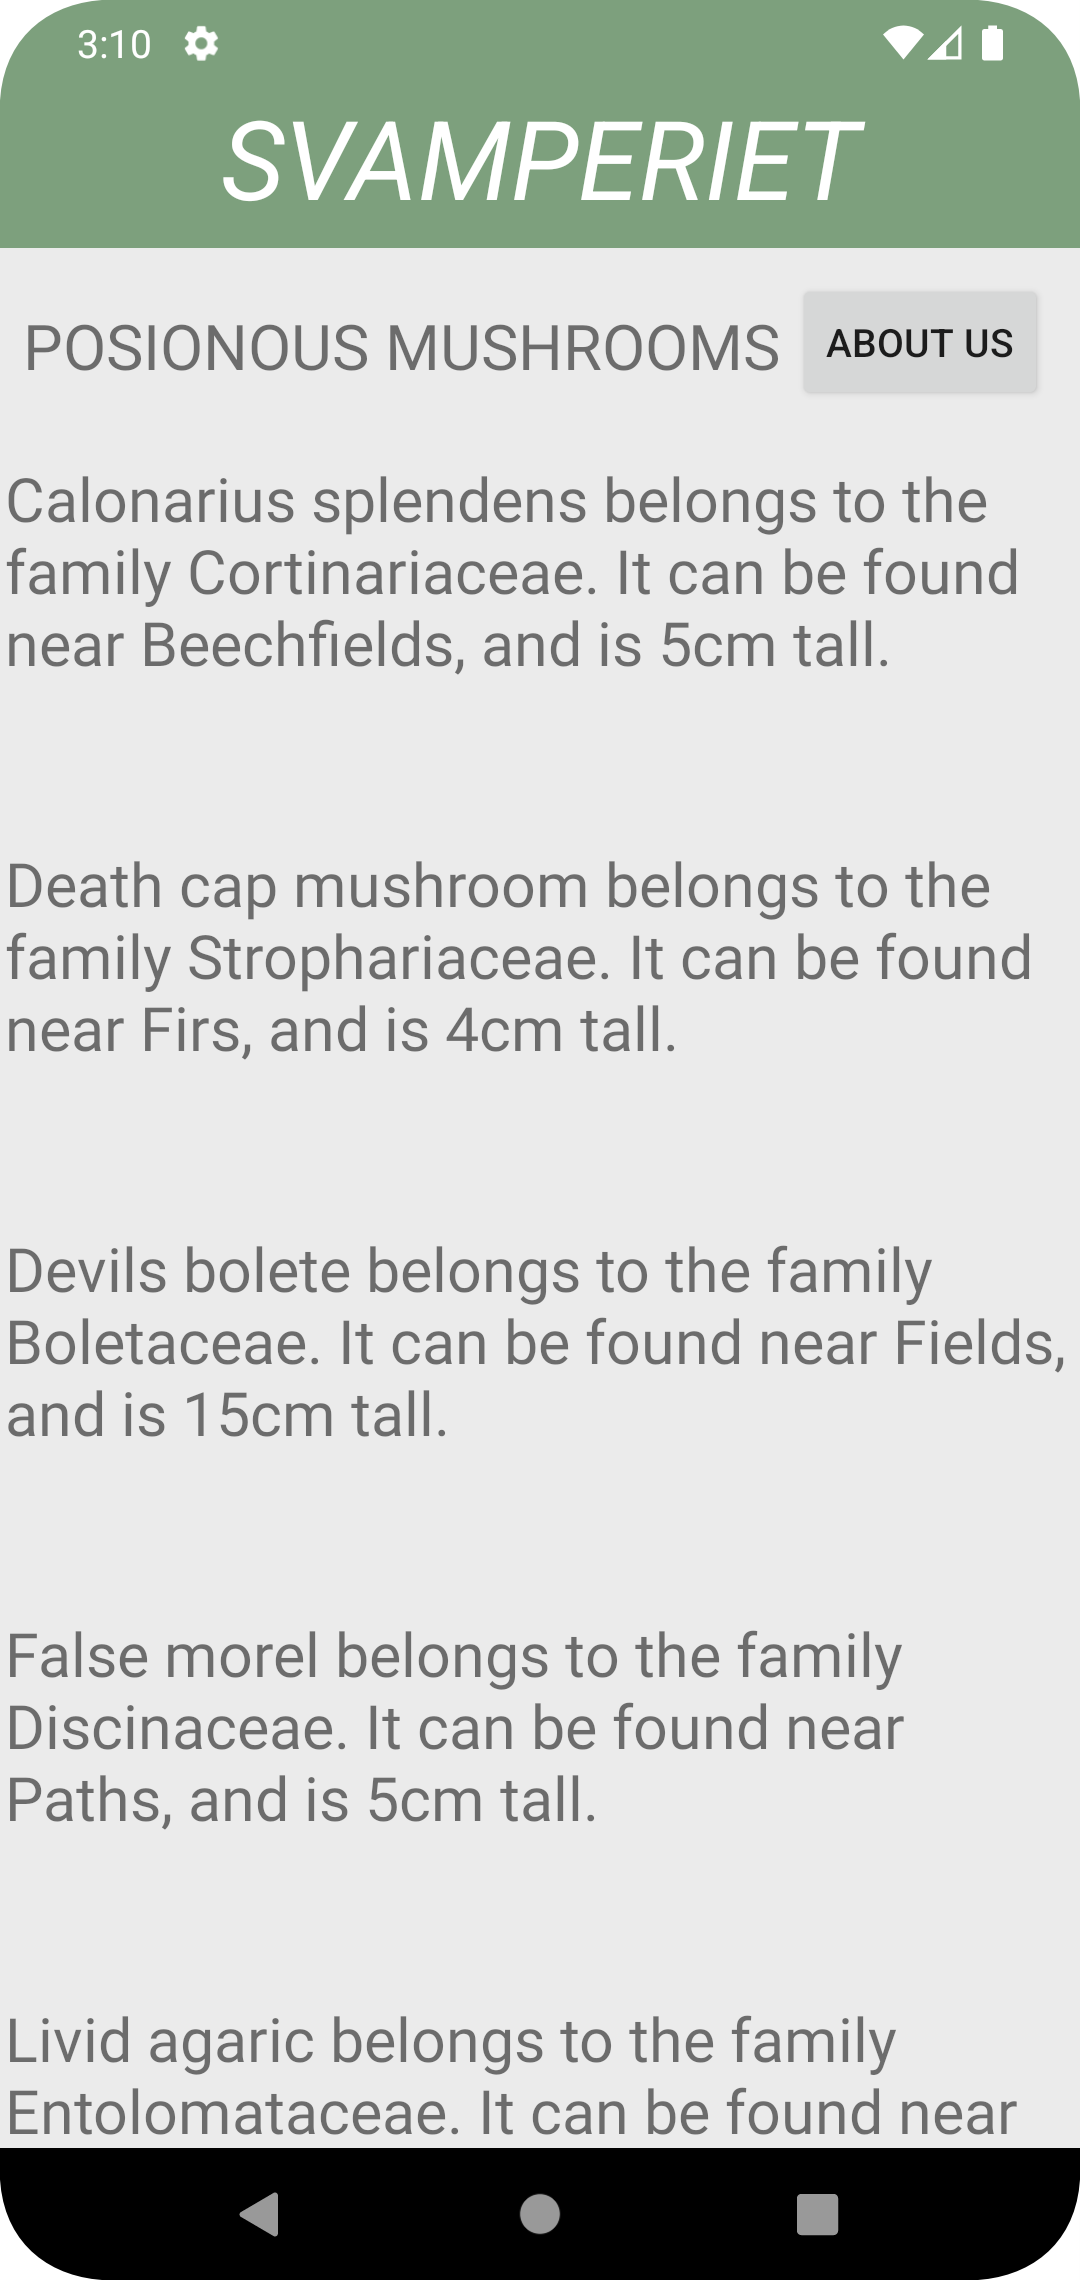 3:10
SVAMPERIET
POSIONOUS MUSHROOMS
ABOUT US
Calonarius splendens belongs to the
family Cortinariaceae. It can be found
near Beechfields, and is 5cm tall.
Death cap mushroom belongs to the
family Strophariaceae. It can be found
near Firs, and is 4cm tall.
Devils bolete belongs to the family
Boletaceae. It can be found near Fields,
and is 15cm tall.
False morel belongs to the family
Discinaceae. It can be found near
Paths, and is 5cm tall.
Livid agaric belongs to the family
Entolomataceae. It can be found near